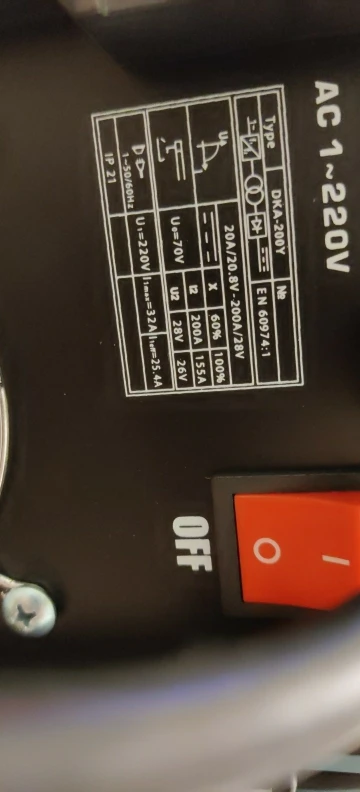 AC 1~220V
Type DKA-200Y №
EN 60974:1
20A/20.8V-200A/28V
X 60% 100%
I2 200A 155A
U₀=70V U2 28V 26V
1~50/60Hz U₁=220V I₁max=32A I₁eff=25.4A
IP 21
OFF
O I